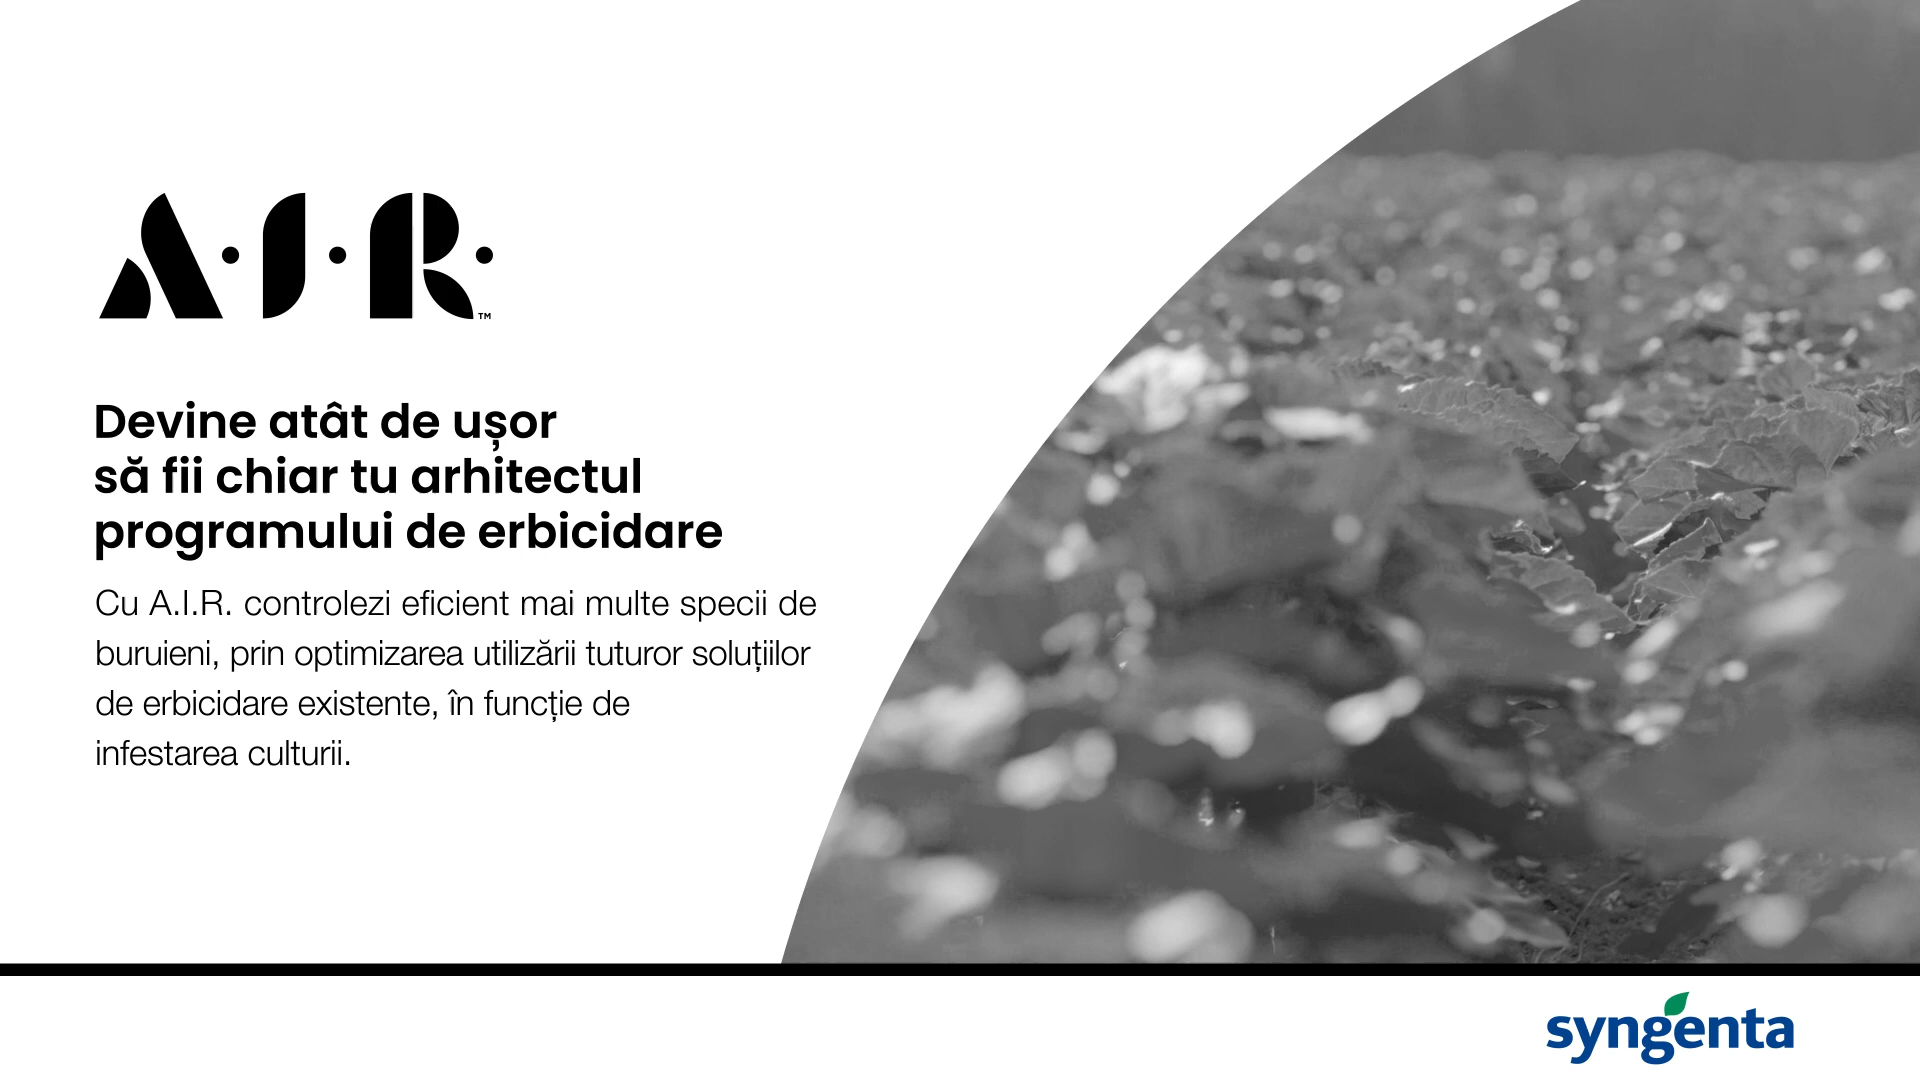 A.I.R.™
Devine atât de ușor
să fii chiar tu arhitectul
programului de erbicidare
Cu A.I.R. controlezi eficient mai multe specii de
buruieni, prin optimizarea utilizării tuturor soluțiilor
de erbicidare existente, în funcție de
infestarea culturii.
syngenta